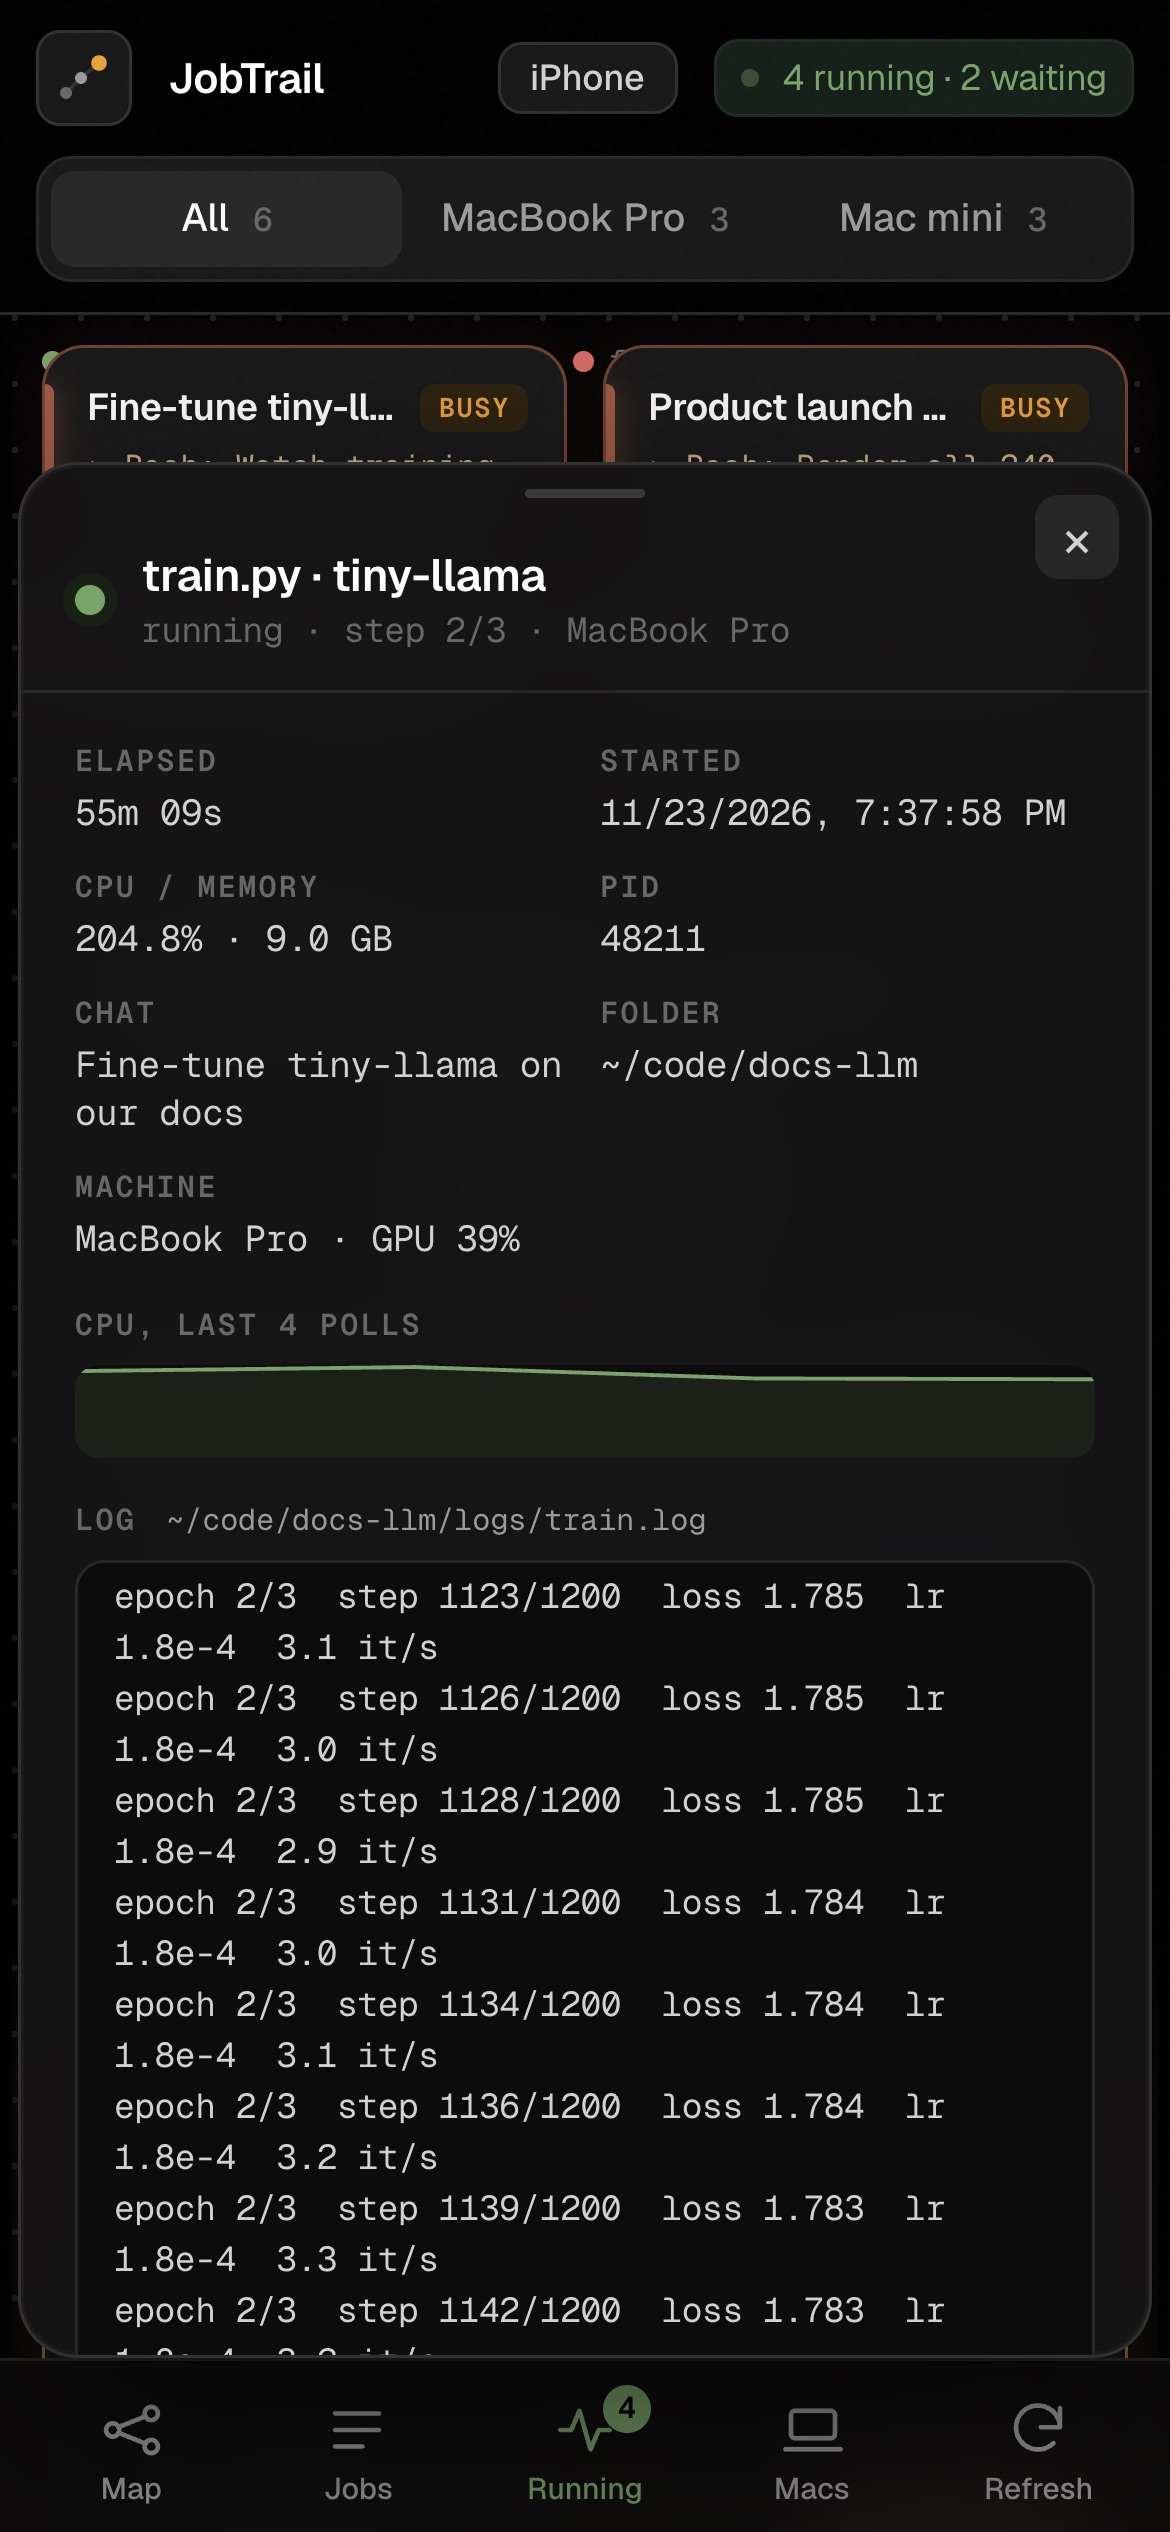 JobTrail
iPhone
4 running · 2 waiting
All 6
MacBook Pro 3
Mac mini 3
Fine-tune tiny-ll... BUSY
Product launch ... BUSY
Bash: Watch training
Bash: Render all 240
train.py · tiny-llama
running · step 2/3 · MacBook Pro
ELAPSED
55m 09s
STARTED
11/23/2026, 7:37:58 PM
CPU / MEMORY
204.8% · 9.0 GB
PID
48211
CHAT
Fine-tune tiny-llama on
our docs
FOLDER
~/code/docs-llm
MACHINE
MacBook Pro · GPU 39%
CPU, LAST 4 POLLS
LOG ~/code/docs-llm/logs/train.log
epoch 2/3 step 1123/1200 loss 1.785 lr
1.8e-4 3.1 it/s
epoch 2/3 step 1126/1200 loss 1.785 lr
1.8e-4 3.0 it/s
epoch 2/3 step 1128/1200 loss 1.785 lr
1.8e-4 2.9 it/s
epoch 2/3 step 1131/1200 loss 1.784 lr
1.8e-4 3.0 it/s
epoch 2/3 step 1134/1200 loss 1.784 lr
1.8e-4 3.1 it/s
epoch 2/3 step 1136/1200 loss 1.784 lr
1.8e-4 3.2 it/s
epoch 2/3 step 1139/1200 loss 1.783 lr
1.8e-4 3.3 it/s
epoch 2/3 step 1142/1200 loss 1.783 lr
4
Map
Jobs
Running
Macs
Refresh